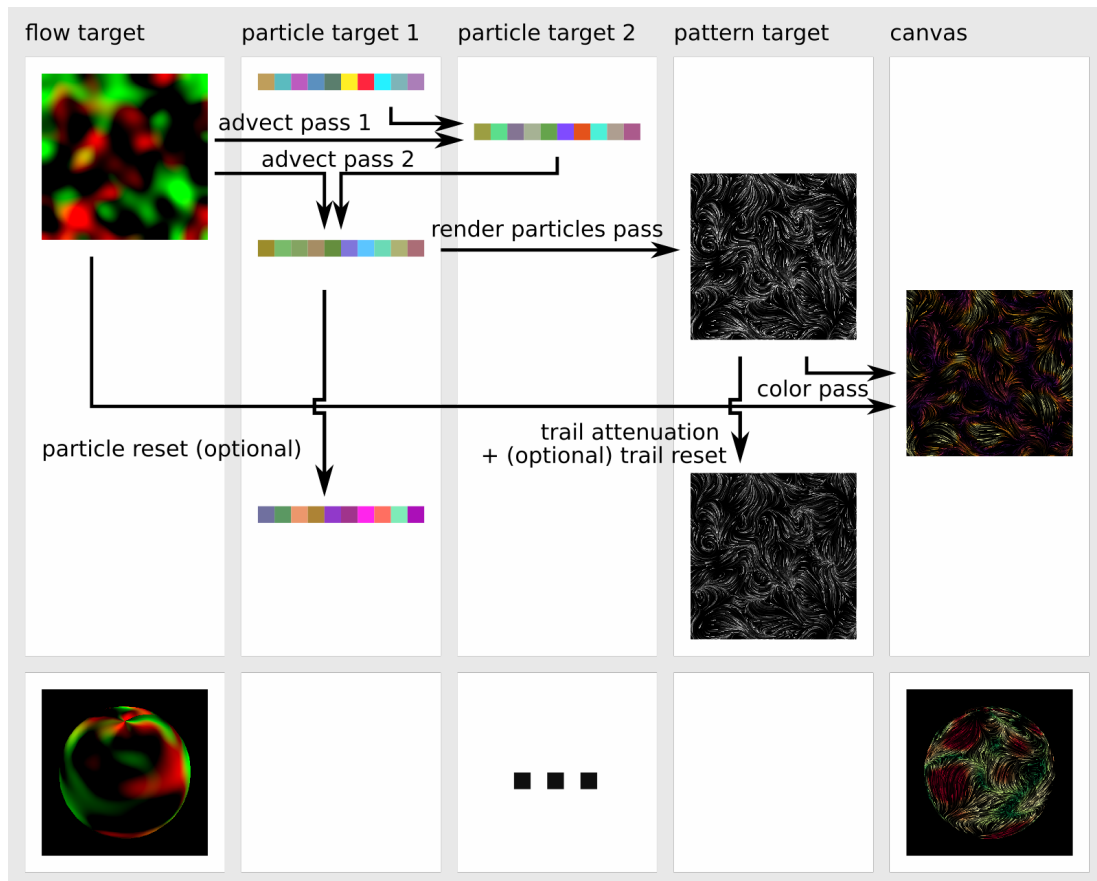 flow target
particle target 1
particle target 2
pattern target
canvas
advect pass 1
advect pass 2
render particles pass
color pass
particle reset (optional)
trail attenuation
+ (optional) trail reset